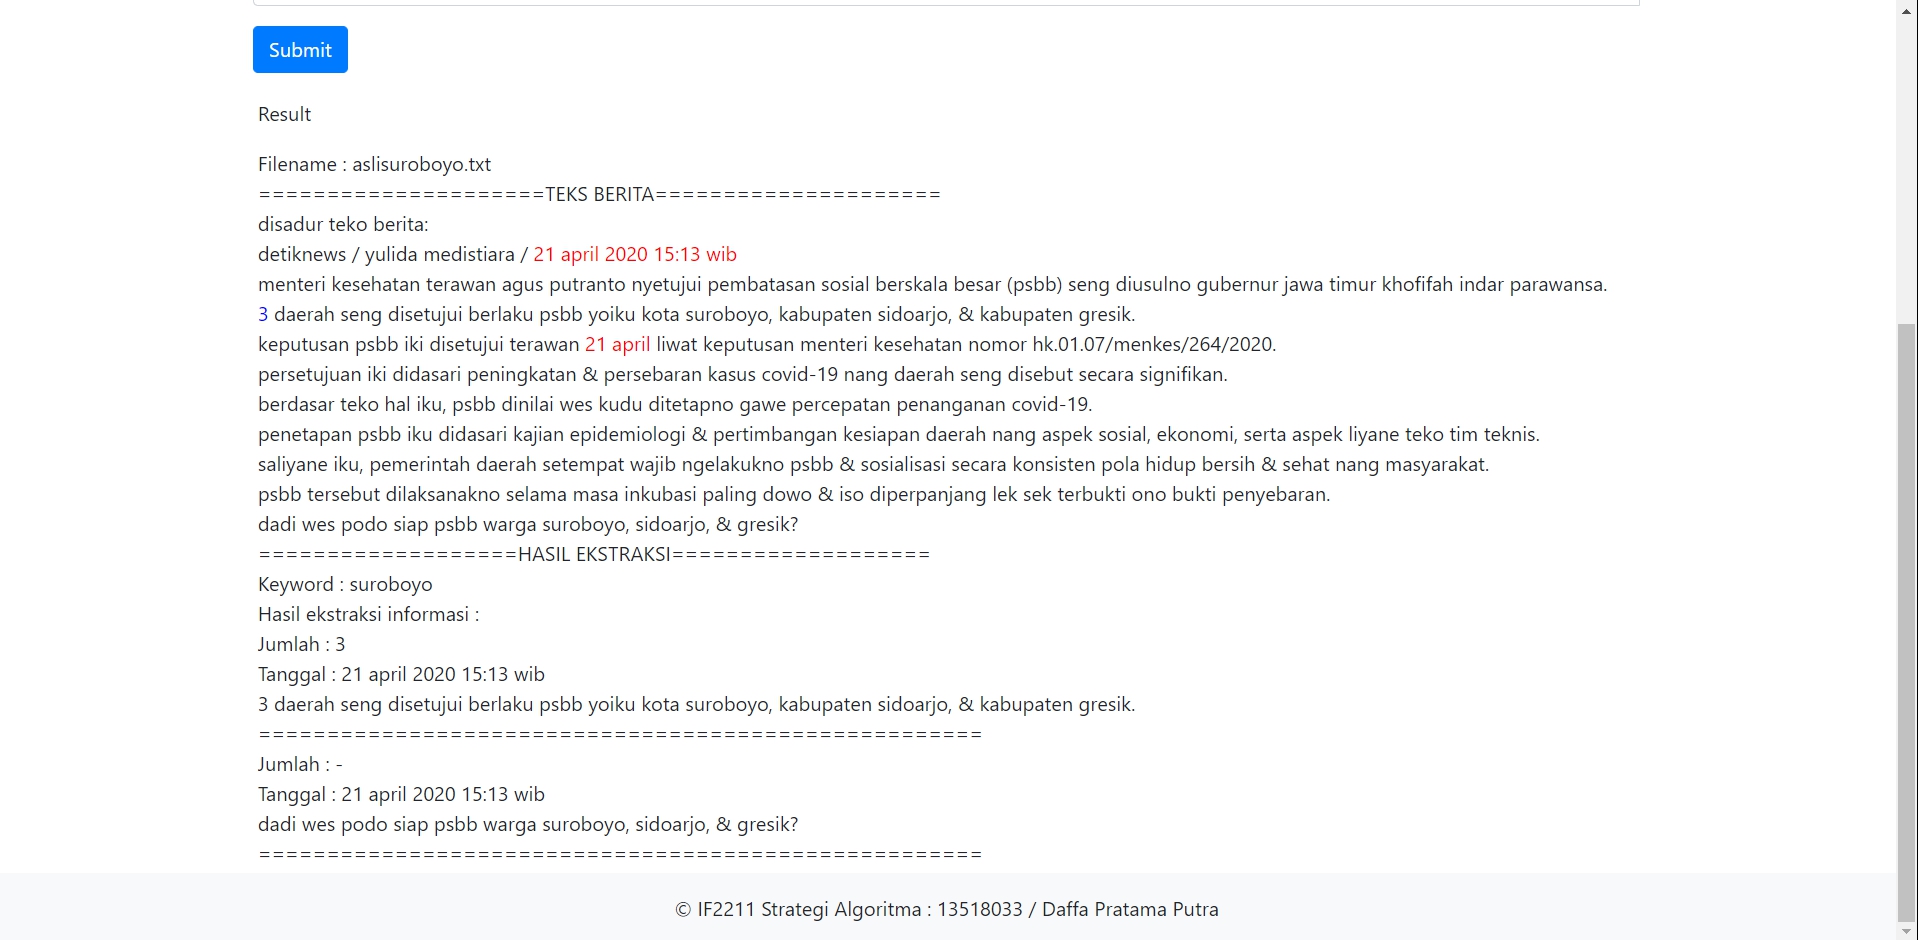 Submit
Result
Filename : aslisuroboyo.txt
=====================TEKS BERITA=====================
disadur teko berita:
detiknews / yulida medistiara / 21 april 2020 15:13 wib
menteri kesehatan terawan agus putranto nyetujui pembatasan sosial berskala besar (psbb) seng diusulno gubernur jawa timur khofifah indar parawansa.
3 daerah seng disetujui berlaku psbb yoiku kota suroboyo, kabupaten sidoarjo, & kabupaten gresik.
keputusan psbb iki disetujui terawan 21 april liwat keputusan menteri kesehatan nomor hk.01.07/menkes/264/2020.
persetujuan iki didasari peningkatan & persebaran kasus covid-19 nang daerah seng disebut secara signifikan.
berdasar teko hal iku, psbb dinilai wes kudu ditetapno gawe percepatan penanganan covid-19.
penetapan psbb iku didasari kajian epidemiologi & pertimbangan kesiapan daerah nang aspek sosial, ekonomi, serta aspek liyane teko tim teknis.
saliyane iku, pemerintah daerah setempat wajib ngelakukno psbb & sosialisasi secara konsisten pola hidup bersih & sehat nang masyarakat.
psbb tersebut dilaksanakno selama masa inkubasi paling dowo & iso diperpanjang lek sek terbukti ono bukti penyebaran.
dadi wes podo siap psbb warga suroboyo, sidoarjo, & gresik?
===================HASIL EKSTRAKSI===================
Keyword : suroboyo
Hasil ekstraksi informasi :
Jumlah : 3
Tanggal : 21 april 2020 15:13 wib
3 daerah seng disetujui berlaku psbb yoiku kota suroboyo, kabupaten sidoarjo, & kabupaten gresik.
=====================================================
Jumlah : -
Tanggal : 21 april 2020 15:13 wib
dadi wes podo siap psbb warga suroboyo, sidoarjo, & gresik?
=====================================================
© IF2211 Strategi Algoritma : 13518033 / Daffa Pratama Putra